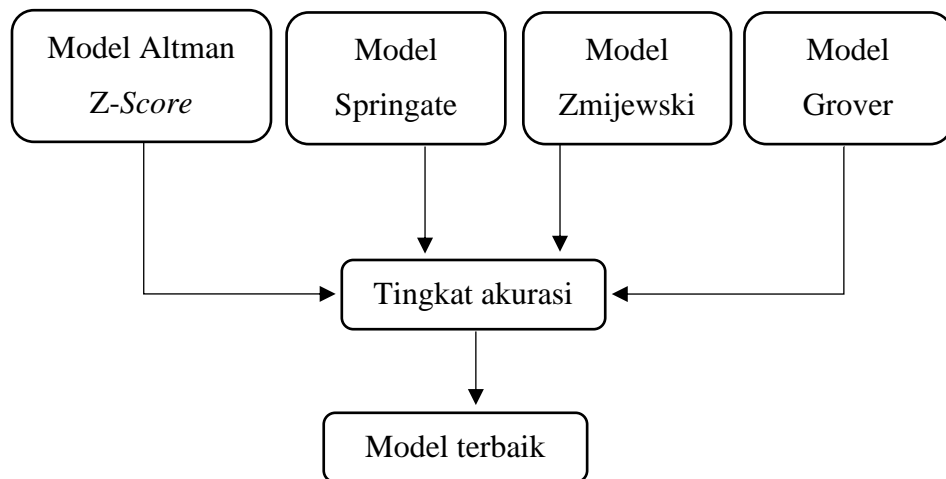 Model Altman
Z-Score
Model
Springate
Model
Zmijewski
Model
Grover
Tingkat akurasi
Model terbaik